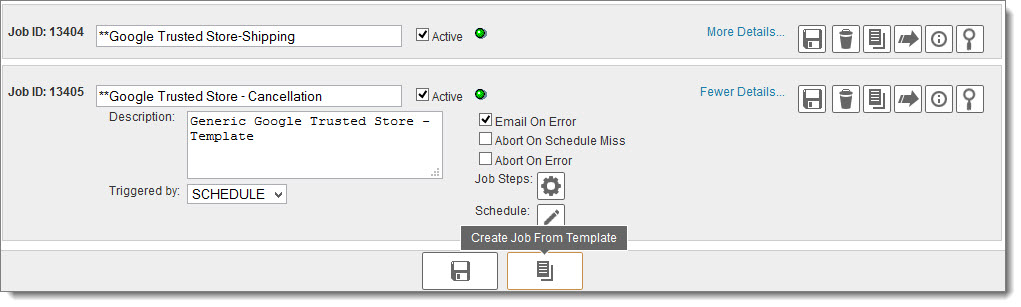 Job ID: 13404 **Google Trusted Store-Shipping Active More Details...
Job ID: 13405 **Google Trusted Store - Cancellation Active Fewer Details...
Description: Generic Google Trusted Store - Template
Email On Error
Abort On Schedule Miss
Abort On Error
Triggered by: SCHEDULE
Job Steps:
Schedule:
Create Job From Template